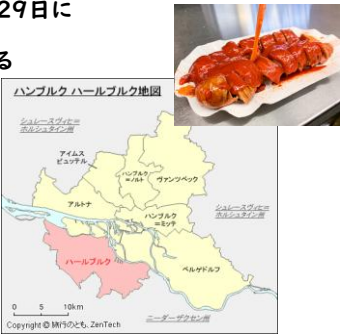 29日に
る
ハンブルク ハールブルク地図
シュレースヴィヒ=
ホルシュタイン州
アイムス
ビュッテル
ハンブルク
=ノルト
ヴァンツベック
アルトナ
シュレースヴィヒ=
ホルシュタイン州
ハンブルク
=ミッテ
ハールブルク
ベルゲドルフ
0 5 10km
ニーダーザクセン州
Copyright © 旅行のとも、ZenTech